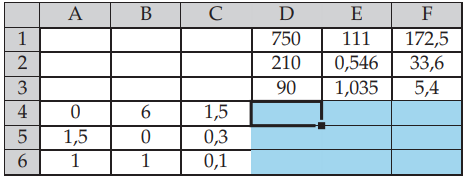 A B C D E F
1 750 111 172,5
2 210 0,546 33,6
3 90 1,035 5,4
4 0 6 1,5
5 1,5 0 0,3
6 1 1 0,1